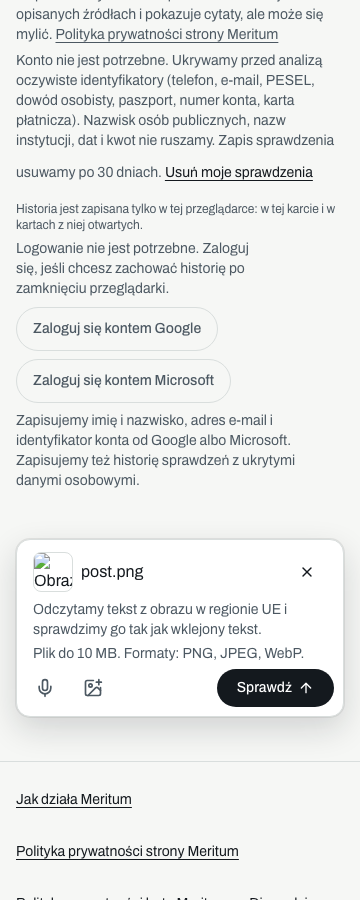 opisanych źródłach i pokazuje cytaty, ale może się
mylić. Polityka prywatności strony Meritum
Konto nie jest potrzebne. Ukrywamy przed analizą
oczywiste identyfikatory (telefon, e-mail, PESEL,
dowód osobisty, paszport, numer konta, karta
płatnicza). Nazwisk osób publicznych, nazw
instytucji, dat i kwot nie ruszamy. Zapis sprawdzenia
usuwamy po 30 dniach. Usuń moje sprawdzenia
Historia jest zapisana tylko w tej przeglądarce: w tej karcie i w
kartach z niej otwartych.
Logowanie nie jest potrzebne. Zaloguj
się, jeśli chcesz zachować historię po
zamknięciu przeglądarki.
Zaloguj się kontem Google
Zaloguj się kontem Microsoft
Zapisujemy imię i nazwisko, adres e-mail i
identyfikator konta od Google albo Microsoft.
Zapisujemy też historię sprawdzeń z ukrytymi
danymi osobowymi.
post.png
Odczytamy tekst z obrazu w regionie UE i
sprawdzimy go tak jak wklejony tekst.
Plik do 10 MB. Formaty: PNG, JPEG, WebP.
Sprawdź
Jak działa Meritum
Polityka prywatności strony Meritum